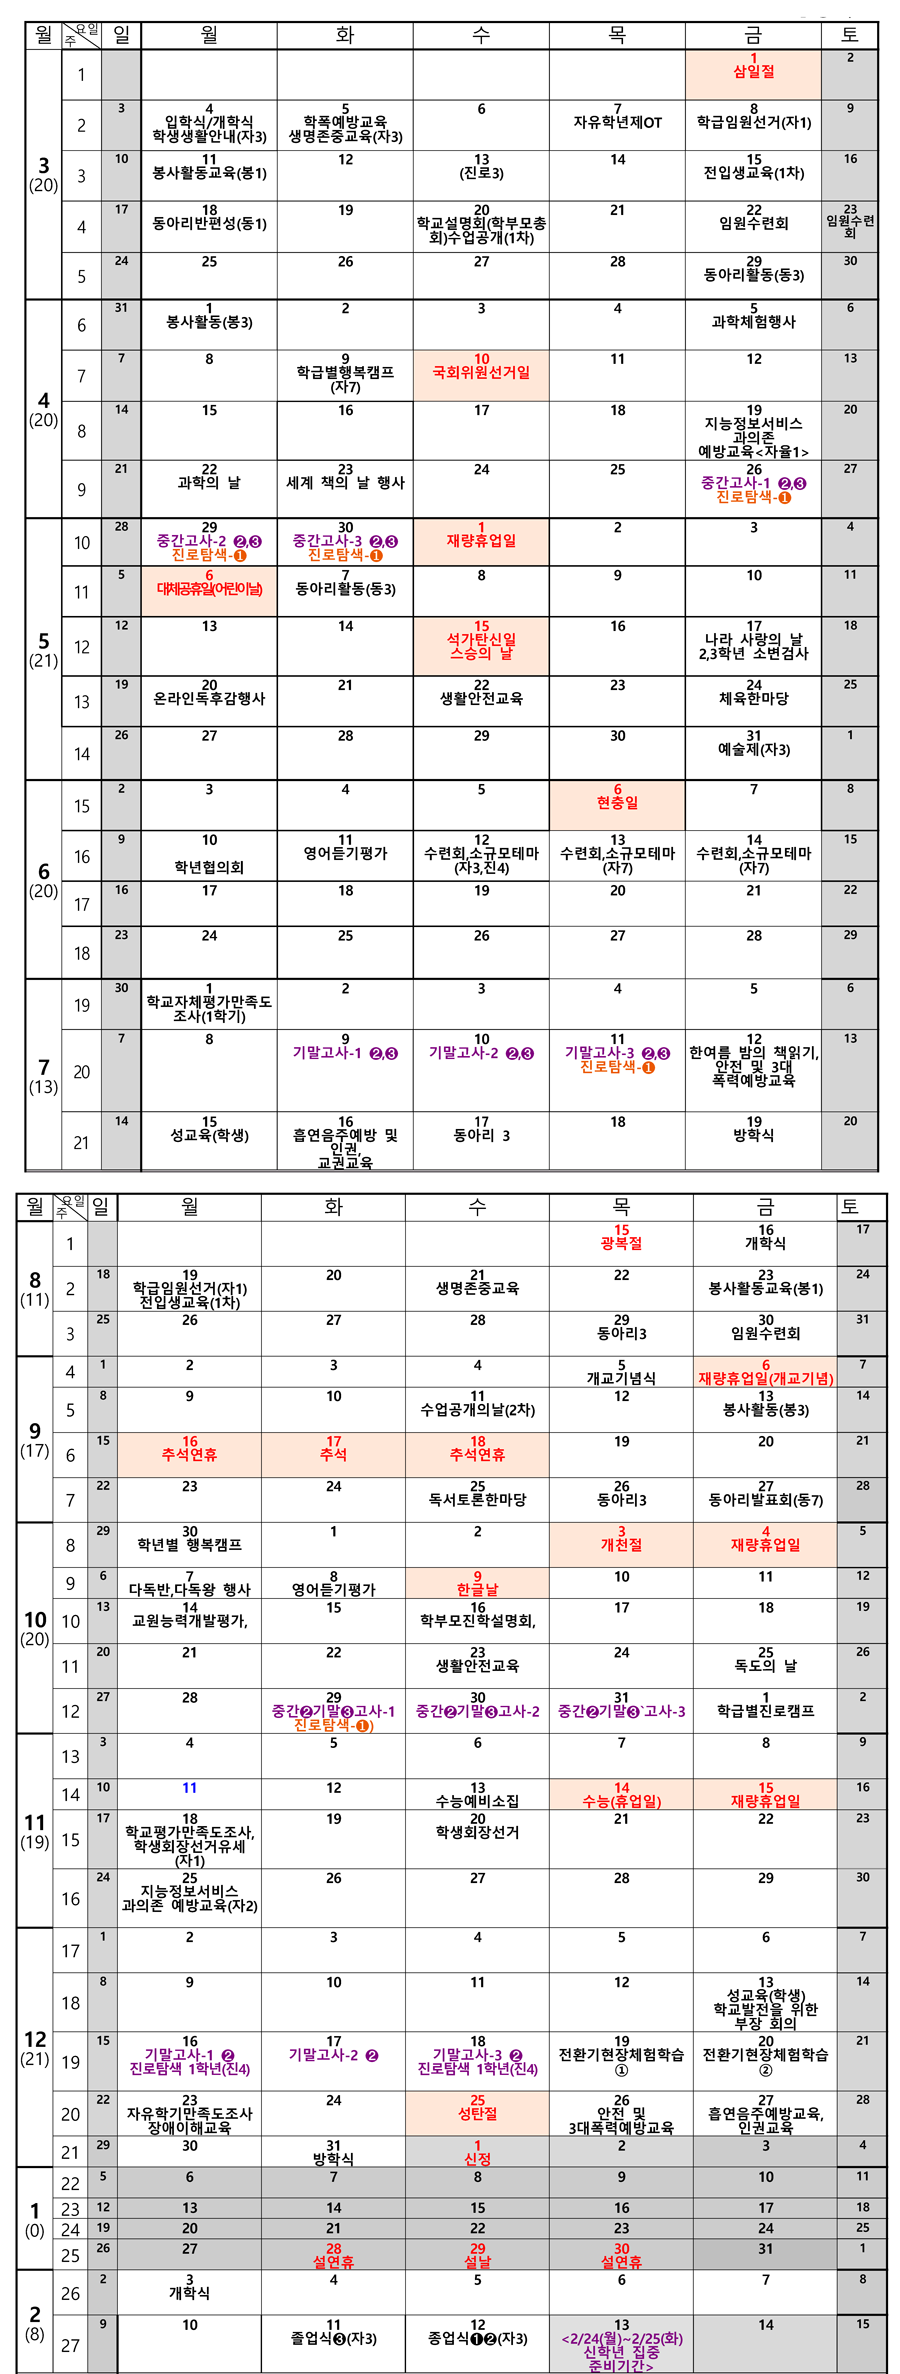 월 요일 주 일 월 화 수 목 금 토
3
(20)
1
1
삼일절
2
2
3
4
입학식/개학식
학생생활안내(자3)
5
학폭예방교육
생명존중교육(자3)
6
7
자유학년제OT
8
학급임원선거(자1)
9
3
10
11
봉사활동교육(봉1)
12
13
(진로3)
14
15
전입생교육(1차)
16
4
17
18
동아리반편성(동1)
19
20
학교설명회(학부모총
회)수업공개(1차)
21
22
임원수련회
23
임원수련
회
5
24
25
26
27
28
29
동아리활동(동3)
30
4
(20)
6
31
1
봉사활동(봉3)
2
3
4
5
과학체험행사
6
7
7
8
9
학급별행복캠프
(자7)
10
국회위원선거일
11
12
13
8
14
15
16
17
18
19
지능정보서비스
과의존
예방교육<자율1>
20
9
21
22
과학의 날
23
세계 책의 날 행사
24
25
26
중간고사-1 ❷,❸
진로탐색-❶
27
5
(21)
10
28
29
중간고사-2 ❷,❸
진로탐색-❶
30
중간고사-3 ❷,❸
진로탐색-❶
1
재량휴업일
2
3
4
11
5
6
대체공휴일(어린이날)
7
동아리활동(동3)
8
9
10
11
12
12
13
14
15
석가탄신일
스승의 날
16
17
나라 사랑의 날
2,3학년 소변검사
18
13
19
20
온라인독후감행사
21
22
생활안전교육
23
24
체육한마당
25
14
26
27
28
29
30
31
예술제(자3)
1
6
(20)
15
2
3
4
5
6
현충일
7
8
16
9
10
학년협의회
11
영어듣기평가
12
수련회,소규모테마
(자3,진4)
13
수련회,소규모테마
(자7)
14
수련회,소규모테마
(자7)
15
17
16
17
18
19
20
21
22
18
23
24
25
26
27
28
29
7
(13)
19
30
1
학교자체평가만족도
조사(1학기)
2
3
4
5
6
20
7
8
9
기말고사-1 ❷,❸
10
기말고사-2 ❷,❸
11
기말고사-3 ❷,❸
진로탐색-❶
12
한여름 밤의 책읽기,
안전 및 3대
폭력예방교육
13
21
14
15
성교육(학생)
16
흡연음주예방 및
인권,
교권교육
17
동아리 3
18
19
방학식
20
월 요일 주 일 월 화 수 목 금 토
8
(11)
1
15
광복절
16
개학식
17
2
18
19
학급임원선거(자1)
전입생교육(1차)
20
21
생명존중교육
22
23
봉사활동교육(봉1)
24
3
25
26
27
28
29
동아리3
30
임원수련회
31
9
(17)
4
1
2
3
4
5
개교기념식
6
재량휴업일(개교기념)
7
5
8
9
10
11
수업공개의날(2차)
12
13
봉사활동(봉3)
14
6
15
16
추석연휴
17
추석
18
추석연휴
19
20
21
7
22
23
24
25
독서토론한마당
26
동아리3
27
동아리발표회(동7)
28
10
(20)
8
29
30
학년별 행복캠프
1
2
3
개천절
4
재량휴업일
5
9
6
7
다독반,다독왕 행사
8
영어듣기평가
9
한글날
10
11
12
10
13
14
교원능력개발평가,
15
16
학부모진학설명회,
17
18
19
11
20
21
22
23
생활안전교육
24
25
독도의 날
26
12
27
28
29
중간❷기말❸고사-1
진로탐색-❶)
30
중간❷기말❸고사-2
31
중간❷기말❸`고사-3
1
학급별진로캠프
2
11
(19)
13
3
4
5
6
7
8
9
14
10
11
12
13
수능예비소집
14
수능(휴업일)
15
재량휴업일
16
15
17
18
학교평가만족도조사,
학생회장선거유세
(자1)
19
20
학생회장선거
21
22
23
16
24
25
지능정보서비스
과의존 예방교육(자2)
26
27
28
29
30
12
(21)
17
1
2
3
4
5
6
7
18
8
9
10
11
12
13
성교육(학생)
학교발전을 위한
부장 회의
14
19
15
16
기말고사-1 ❷
진로탐색 1학년(진4)
17
기말고사-2 ❷
18
기말고사-3 ❷
진로탐색 1학년(진4)
19
전환기현장체험학습
①
20
전환기현장체험학습
②
21
20
22
23
자유학기만족도조사
장애이해교육
24
25
성탄절
26
안전 및
3대폭력예방교육
27
흡연음주예방교육,
인권교육
28
21
29
30
31
방학식
1
신정
2
3
4
1
(0)
22
5
6
7
8
9
10
11
23
12
13
14
15
16
17
18
24
19
20
21
22
23
24
25
25
26
27
28
설연휴
29
설날
30
설연휴
31
1
2
(8)
26
2
3
개학식
4
5
6
7
8
27
9
10
11
졸업식❸(자3)
12
종업식❶❷(자3)
13
<2/24(월)~2/25(화)
신학년 집중
준비기간>
14
15